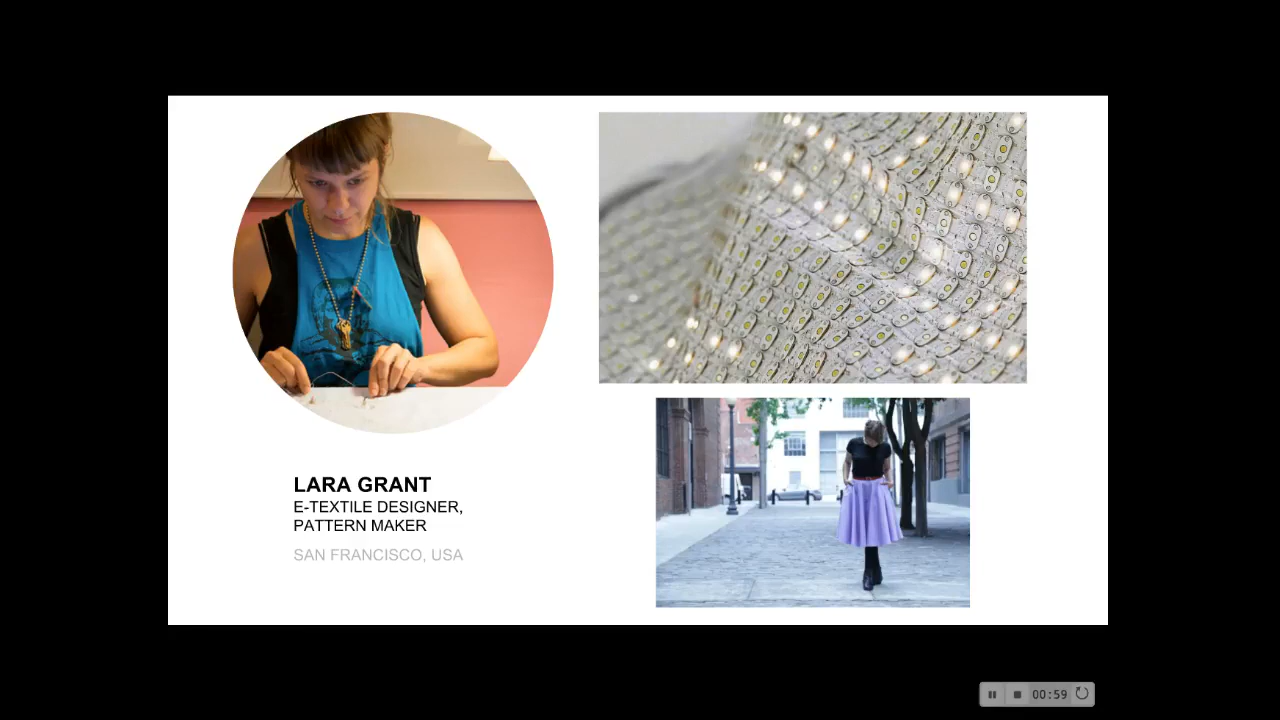 LARA GRANT
E-TEXTILE DESIGNER,
PATTERN MAKER
SAN FRANCISCO, USA
00:59